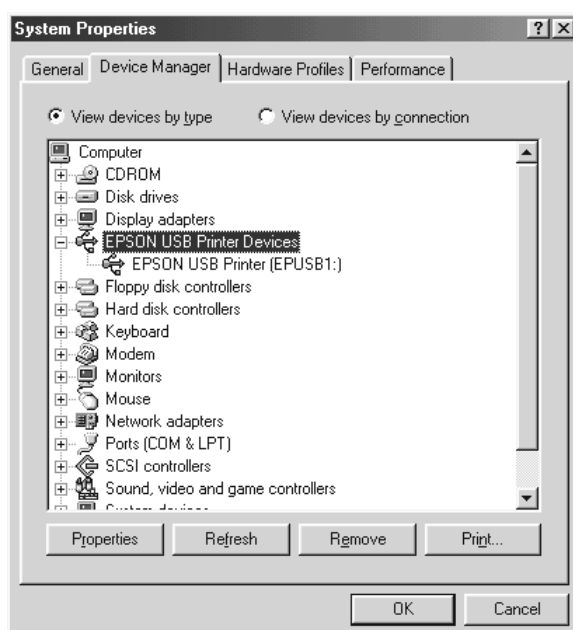 System Properties
General Device Manager Hardware Profiles Performance
View devices by type View devices by connection
Computer
CDROM
Disk drives
Display adapters
EPSON USB Printer Devices
EPSON USB Printer (EPUSB1:)
Floppy disk controllers
Hard disk controllers
Keyboard
Modem
Monitors
Mouse
Network adapters
Ports (COM & LPT)
SCSI controllers
Sound, video and game controllers
Properties Refresh Remove Print...
OK Cancel